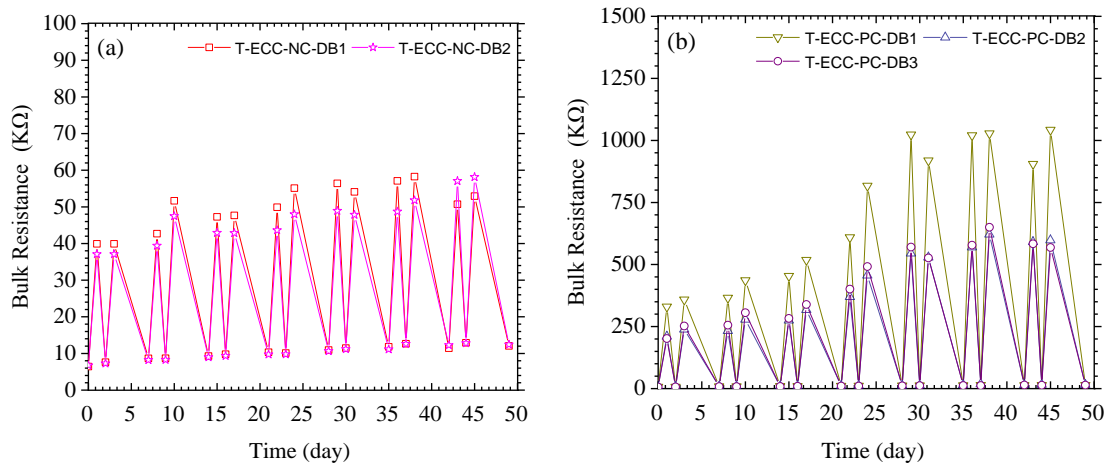 (a)
T-ECC-NC-DB1 T-ECC-NC-DB2
100
90
80
70
60
50
40
30
20
10
0
Bulk Resistance (KΩ)
0 5 10 15 20 25 30 35 40 45 50
Time (day)
(b)
T-ECC-PC-DB1 T-ECC-PC-DB2
T-ECC-PC-DB3
1500
1250
1000
750
500
250
0
Bulk Resistance (KΩ)
0 5 10 15 20 25 30 35 40 45 50
Time (day)